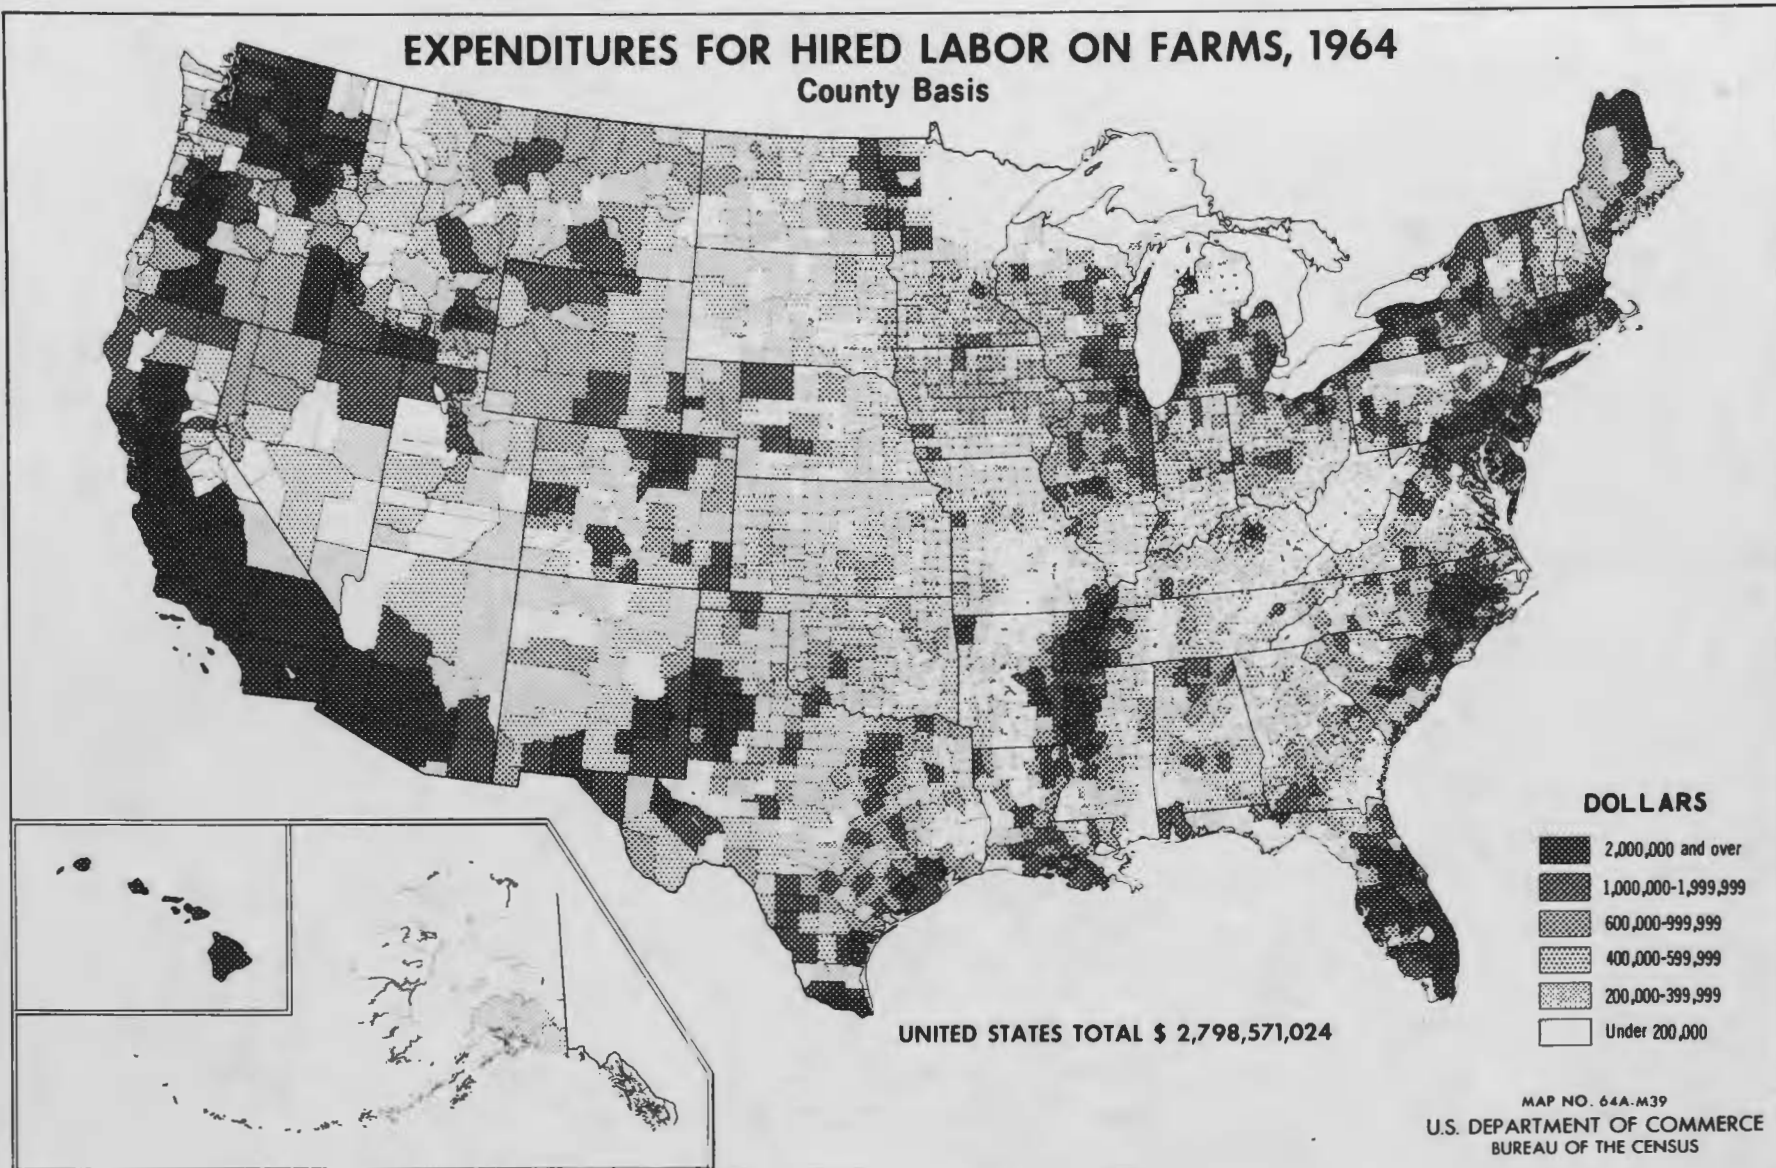 EXPENDITURES FOR HIRED LABOR ON FARMS, 1964
County Basis
DOLLARS
2,000,000 and over
1,000,000-1,999,999
600,000-999,999
400,000-599,999
200,000-399,999
Under 200,000
UNITED STATES TOTAL $ 2,798,571,024
MAP NO. 64A-M39
U.S. DEPARTMENT OF COMMERCE
BUREAU OF THE CENSUS